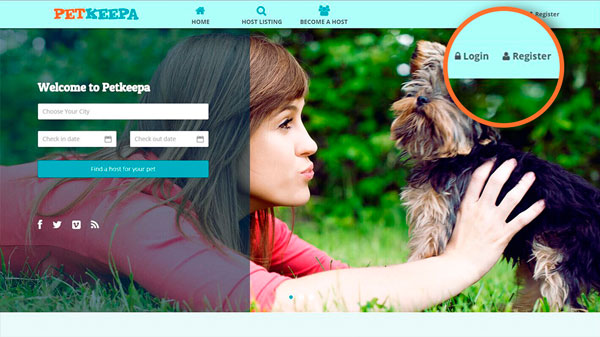 PETKEEPA
HOME
HOST LISTING
BECOME A HOST
Register
Login
Register
Welcome to Petkeepa
Choose Your City
Check in date
Check out date
Find a host for your pet